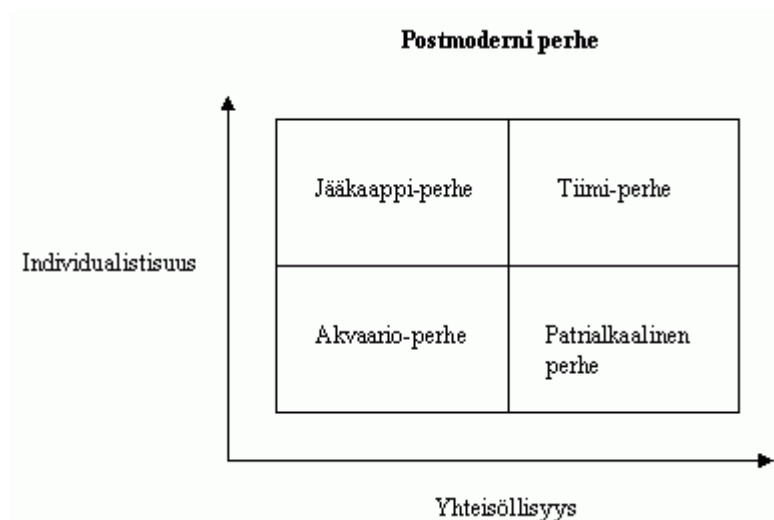 Postmoderni perhe
Jääkaappi-perhe
Tiimi-perhe
Individualistisuus
Akvaario-perhe
Patrialkaalinen
perhe
Yhteisöllisyys